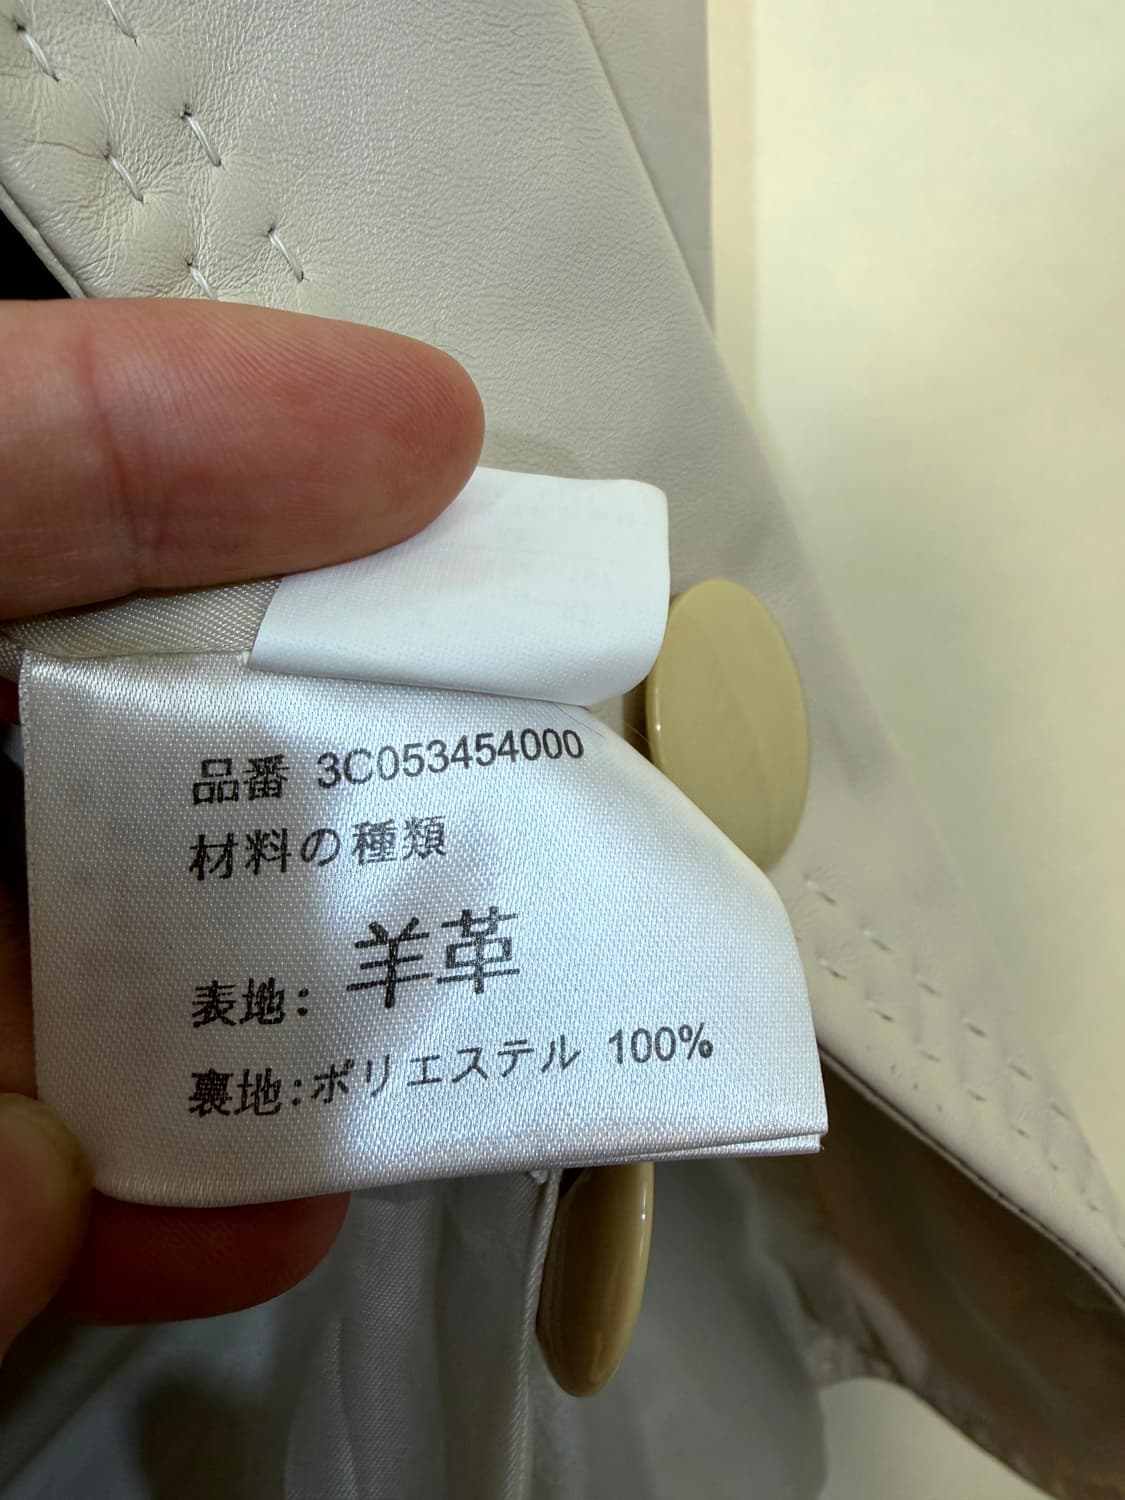 品番 3C053454000
材料の種類
表地: 羊革
裏地:ポリエステル 100%